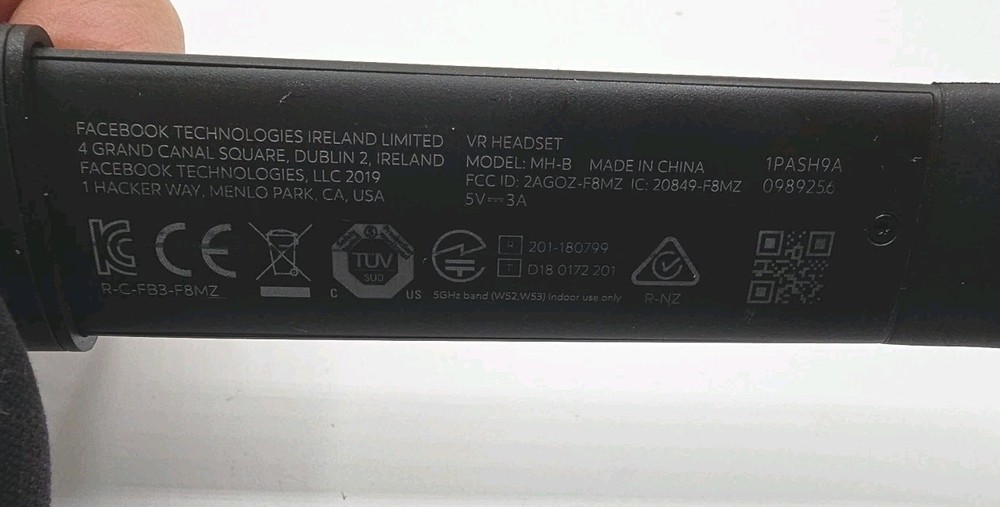 FACEBOOK TECHNOLOGIES IRELAND LIMITED
4 GRAND CANAL SQUARE, DUBLIN 2, IRELAND
FACEBOOK TECHNOLOGIES, LLC 2019
1 HACKER WAY, MENLO PARK, CA, USA
VR HEADSET
MODEL: MH-B MADE IN CHINA
FCC ID: 2AGOZ-F8MZ IC: 20849-F8MZ
5V⎓3A
1PASH9A
0989256
R-C-FB3-F8MZ
CE
TÜV
SÜD
C US
R 201-180799
T D18 0172 201
5GHz band (W52,W53) Indoor use only
R-NZ